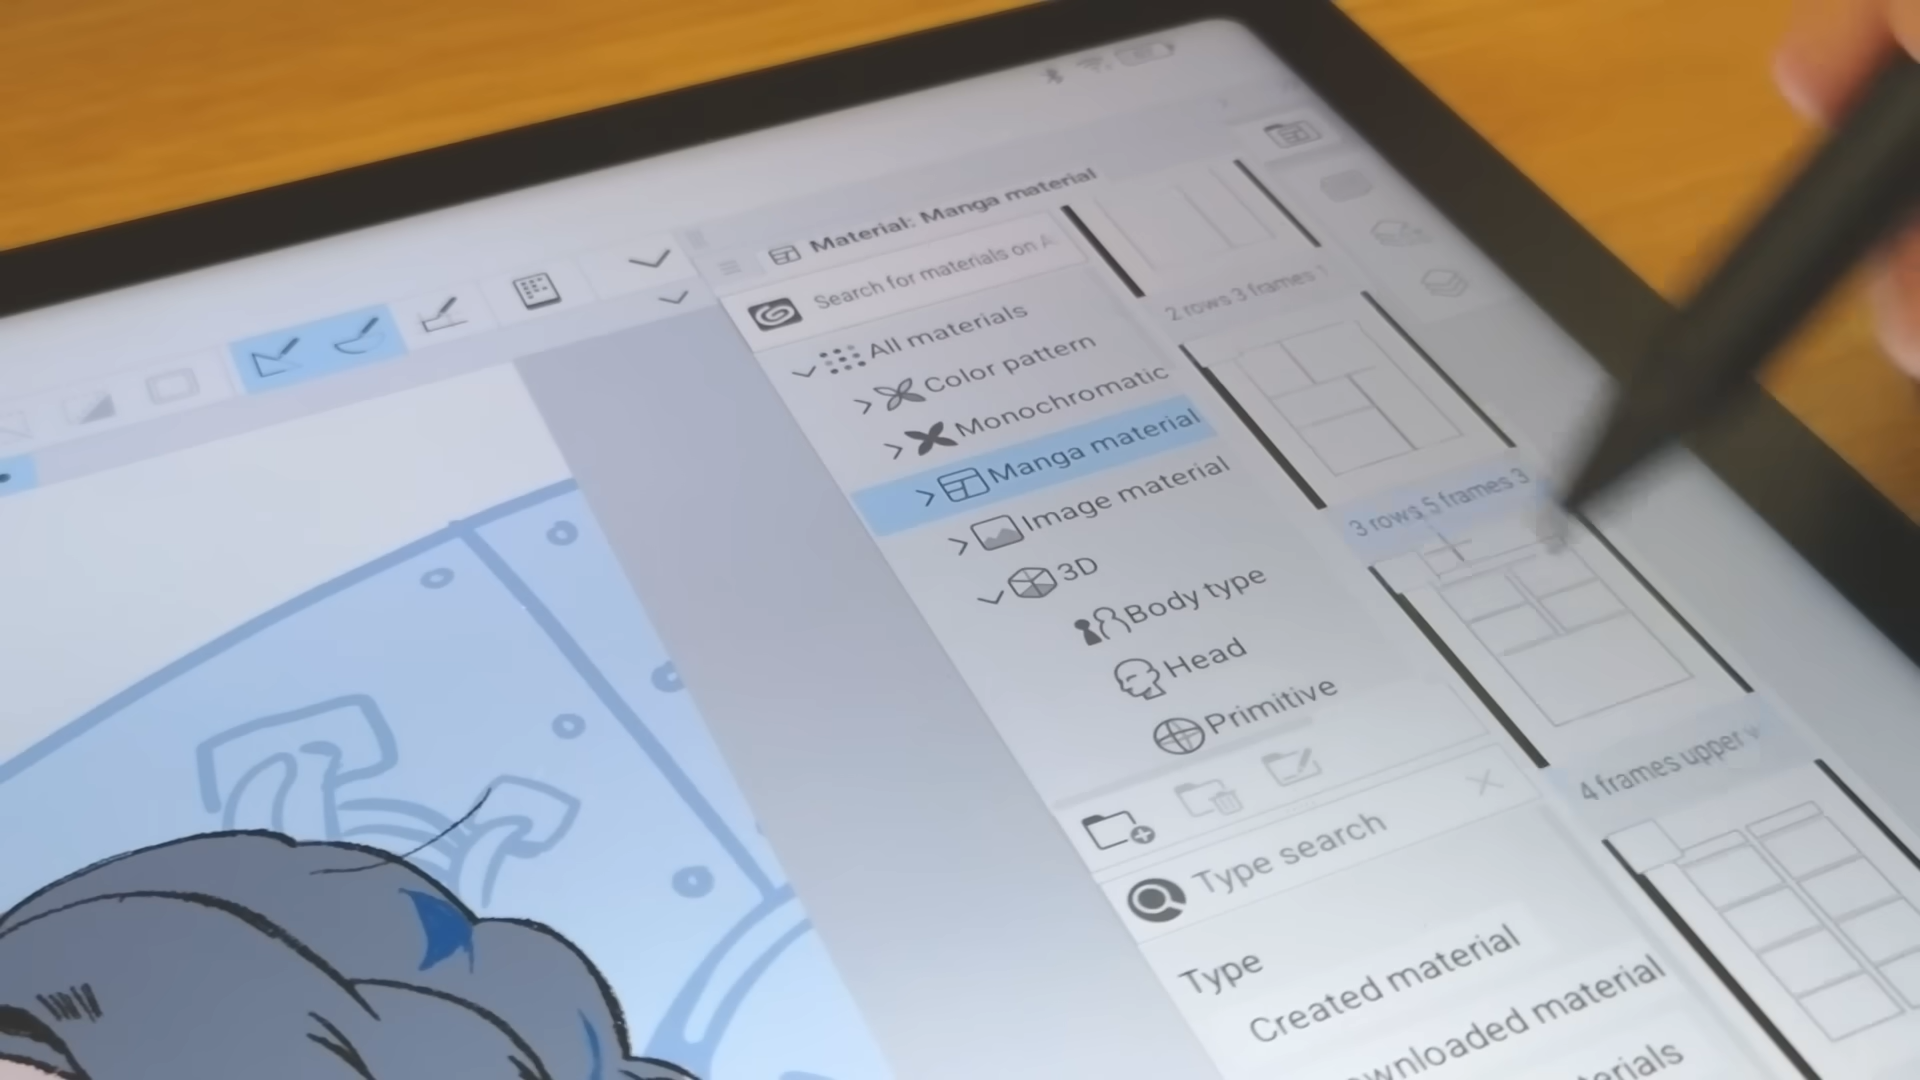 Material: Manga material
Search for materials on A
All materials
Color pattern
Monochromatic
Manga material
Image material
3D
Body type
Head
Primitive
Type search
Type
Created material
wnloaded material
erials
2 rows 3 frames
3 rows 5 frames 3
4 frames upper